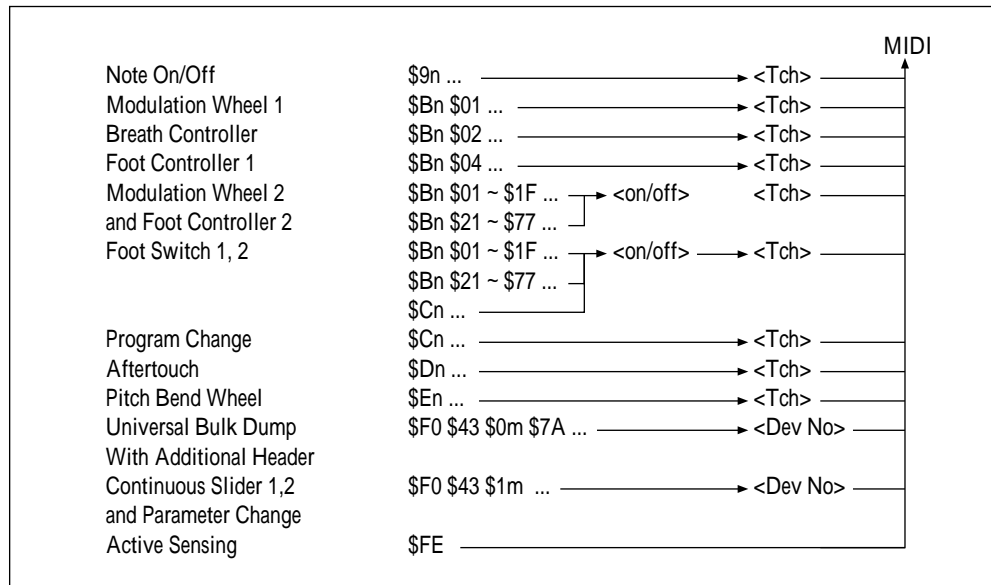 MIDI
Note On/Off $9n ... <Tch>
Modulation Wheel 1 $Bn $01 ... <Tch>
Breath Controller $Bn $02 ... <Tch>
Foot Controller 1 $Bn $04 ... <Tch>
Modulation Wheel 2 $Bn $01 ~ $1F ... <on/off> <Tch>
and Foot Controller 2 $Bn $21 ~ $77 ...
Foot Switch 1, 2 $Bn $01 ~ $1F ... <on/off> <Tch>
$Bn $21 ~ $77 ...
$Cn ...
Program Change $Cn ... <Tch>
Aftertouch $Dn ... <Tch>
Pitch Bend Wheel $En ... <Tch>
Universal Bulk Dump $F0 $43 $0m $7A ... <Dev No>
With Additional Header
Continuous Slider 1,2 $F0 $43 $1m ... <Dev No>
and Parameter Change
Active Sensing $FE